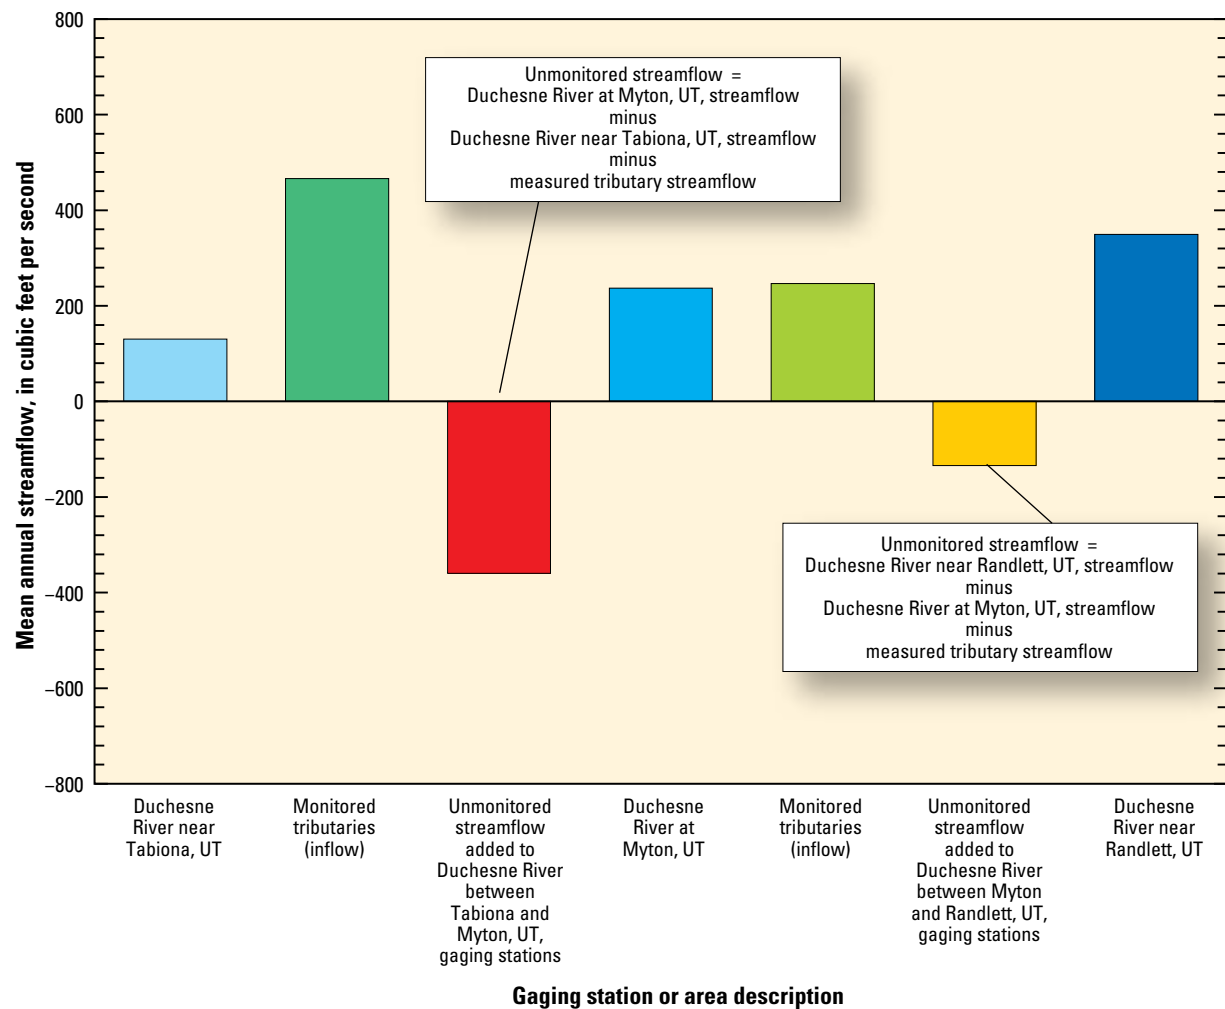 Mean annual streamflow, in cubic feet per second
800
600
400
200
0
–200
–400
–600
–800
Unmonitored streamflow =
Duchesne River at Myton, UT, streamflow
minus
Duchesne River near Tabiona, UT, streamflow
minus
measured tributary streamflow
Unmonitored streamflow =
Duchesne River near Randlett, UT, streamflow
minus
Duchesne River at Myton, UT, streamflow
minus
measured tributary streamflow
Duchesne
River near
Tabiona, UT
Monitored
tributaries
(inflow)
Unmonitored
streamflow
added to
Duchesne River
between
Tabiona and
Myton, UT,
gaging stations
Duchesne
River at
Myton, UT
Monitored
tributaries
(inflow)
Unmonitored
streamflow
added to
Duchesne River
between Myton
and Randlett, UT,
gaging stations
Duchesne
River near
Randlett, UT
Gaging station or area description